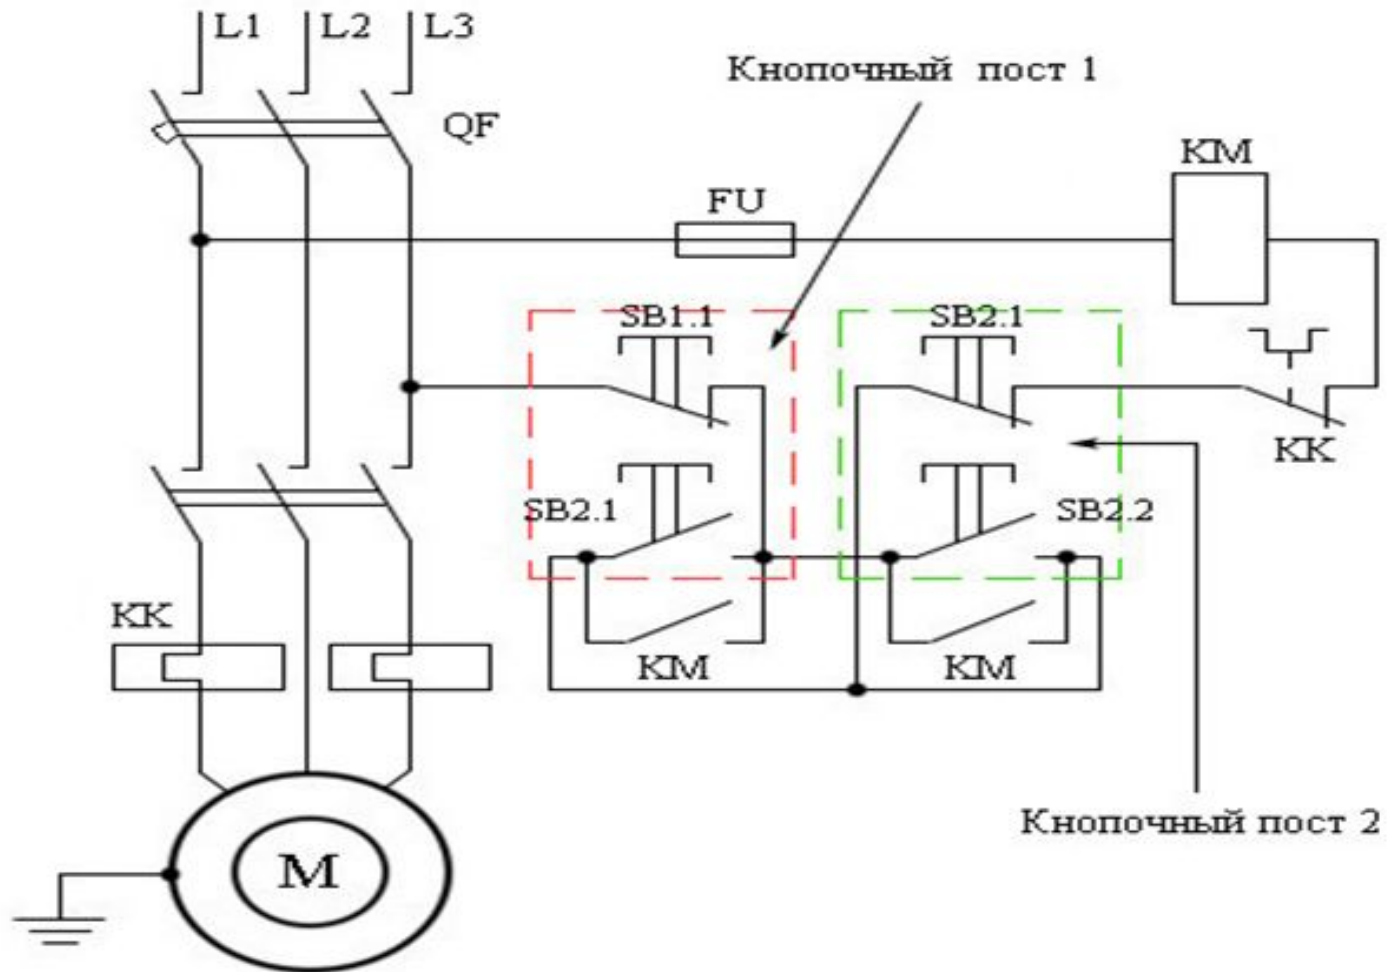 L1 L2 L3
Кнопочный пост 1
QF
KM
FU
SB1.1 SB2.1
KK
SB2.1 SB2.2
KK
KM KM
Кнопочный пост 2
M